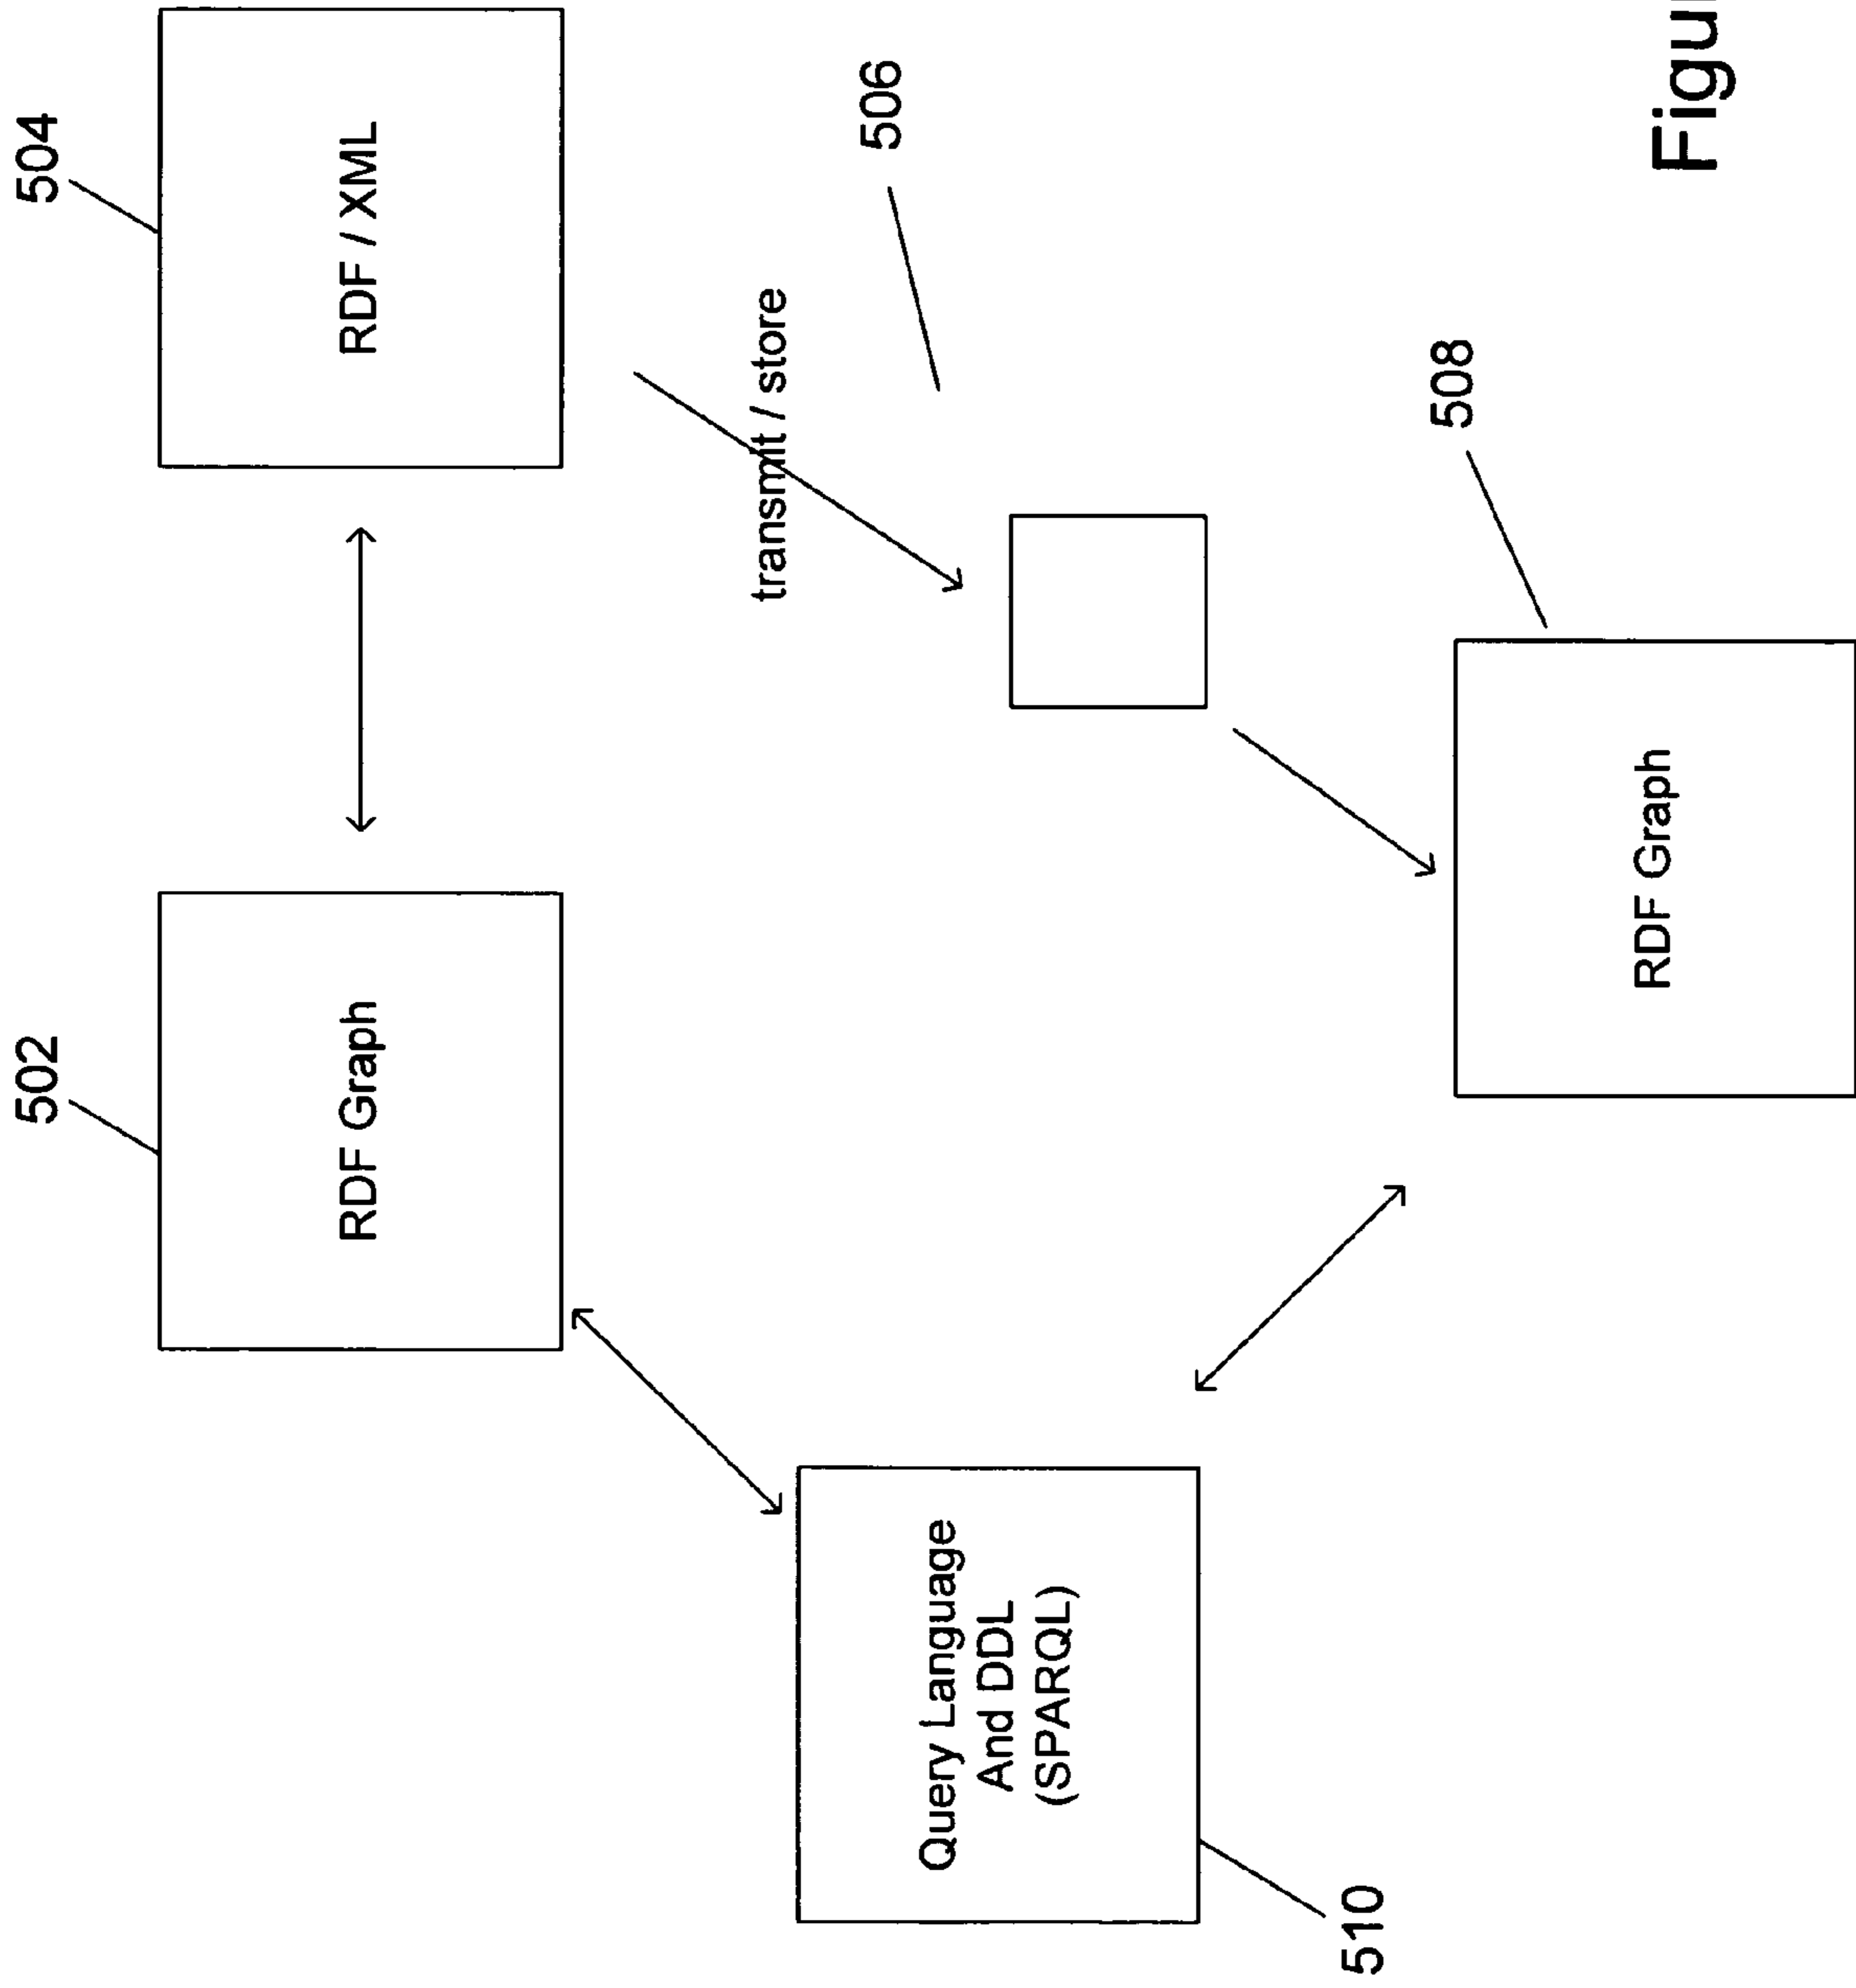 502
504
RDF Graph
RDF / XML
transmit / store
506
Query Language
And DDL
(SPARQL)
510
508
RDF Graph